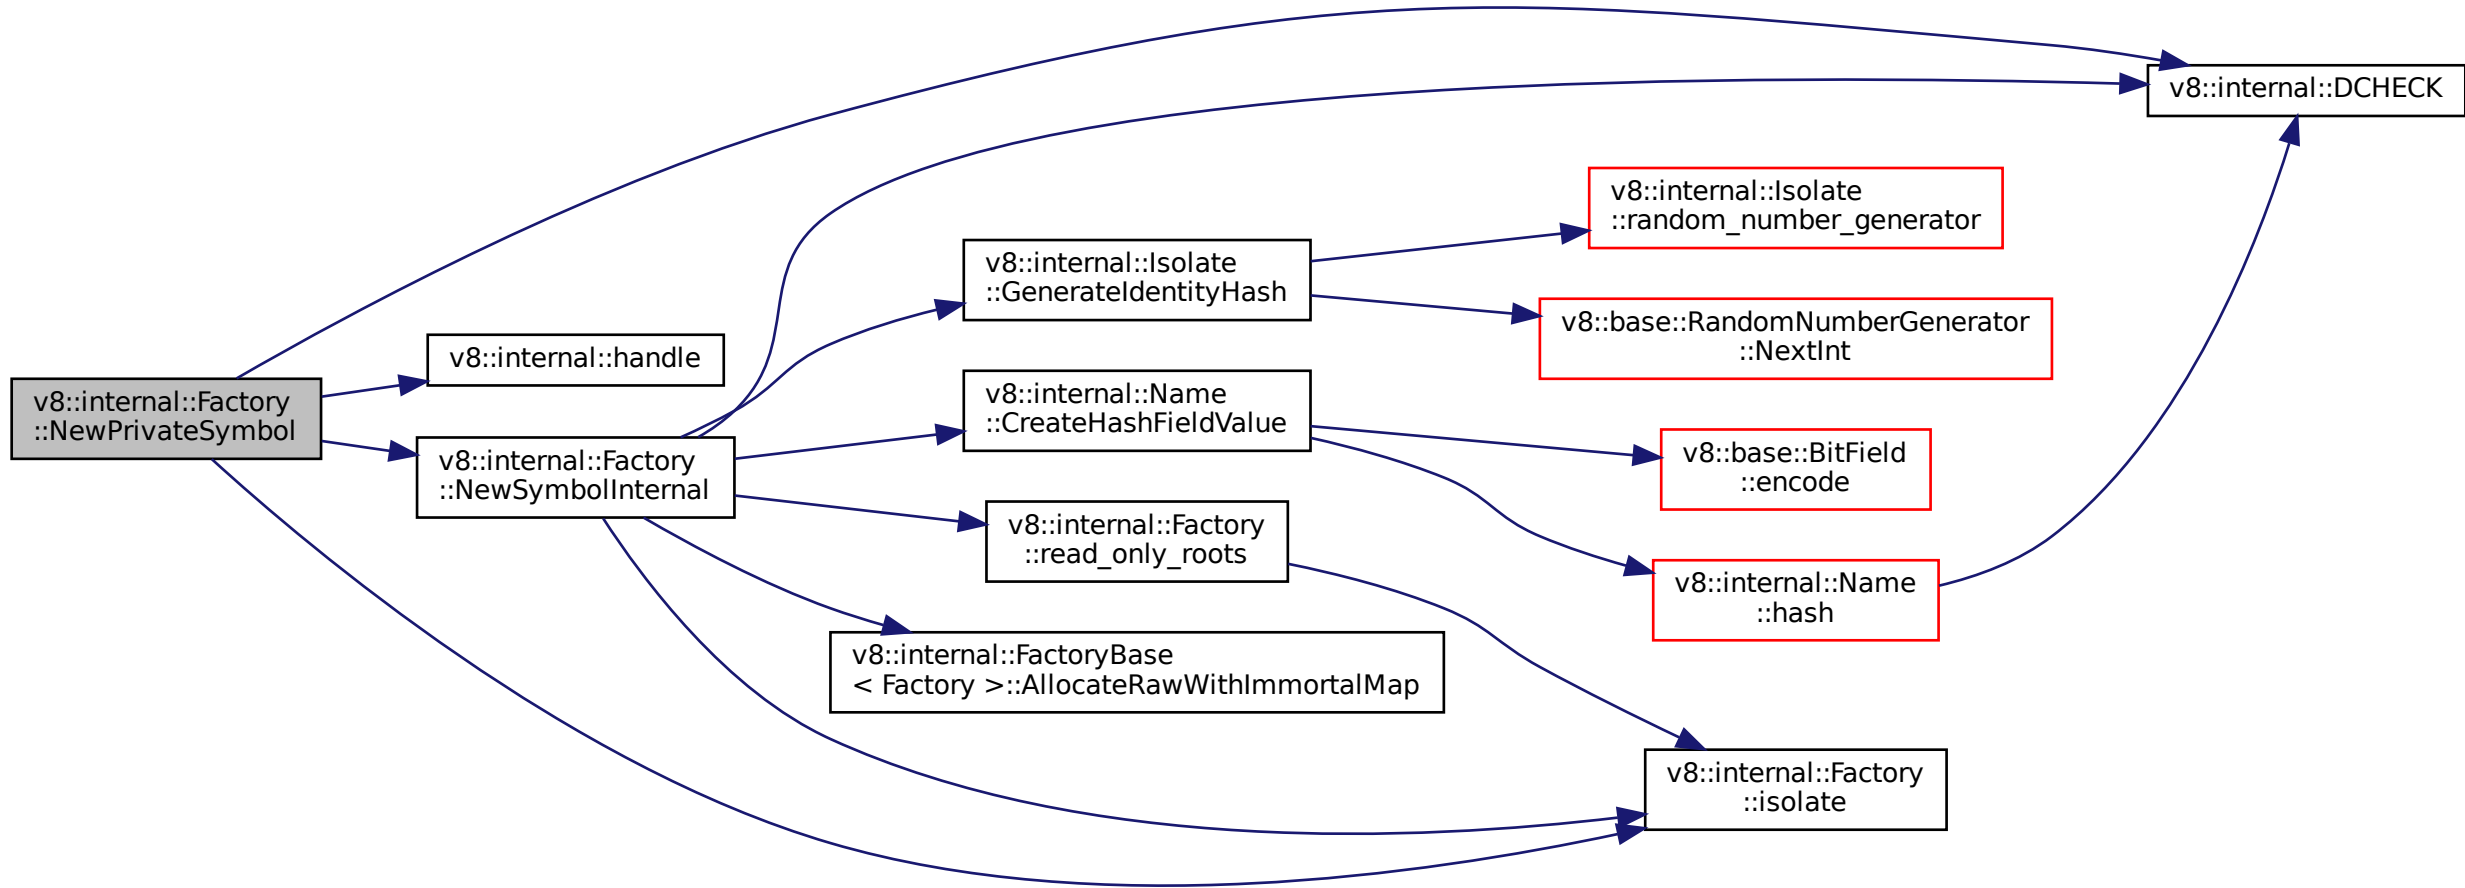 v8::internal::Factory
::NewPrivateSymbol
v8::internal::handle
v8::internal::Factory
::NewSymbolInternal
v8::internal::Isolate
::GenerateIdentityHash
v8::internal::Name
::CreateHashFieldValue
v8::internal::Factory
::read_only_roots
v8::internal::FactoryBase
< Factory >::AllocateRawWithImmortalMap
v8::internal::DCHECK
v8::internal::Isolate
::random_number_generator
v8::base::RandomNumberGenerator
::NextInt
v8::base::BitField
::encode
v8::internal::Name
::hash
v8::internal::Factory
::isolate